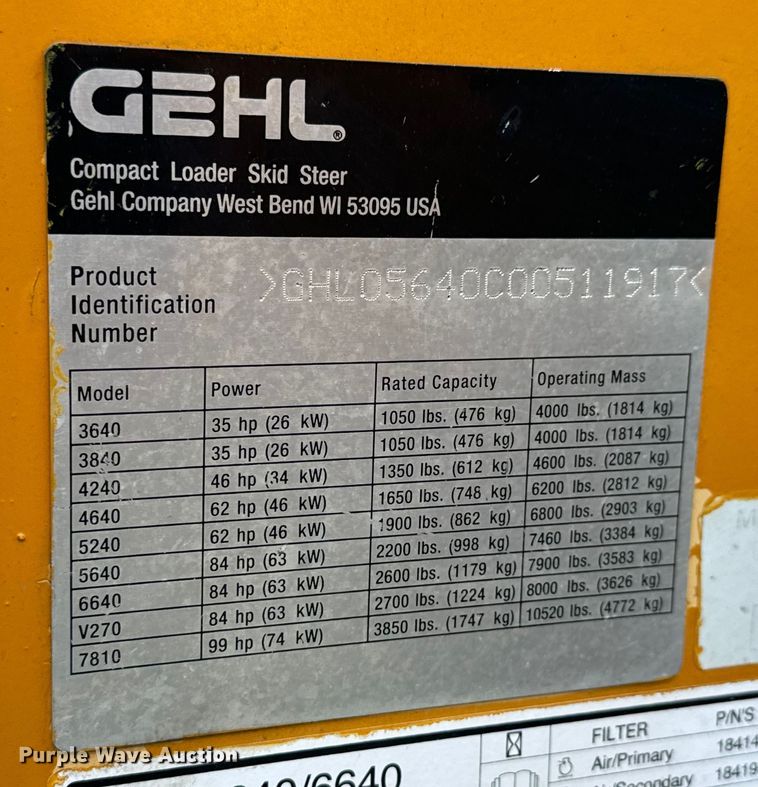 GEHL®
Compact Loader Skid Steer
Gehl Company West Bend WI 53095 USA
Product
Identification
Number
>GHL05640C00511917<
Model Power Rated Capacity Operating Mass
3640 35 hp (26 kW) 1050 lbs. (476 kg) 4000 lbs. (1814 kg)
3840 35 hp (26 kW) 1050 lbs. (476 kg) 4000 lbs. (1814 kg)
4240 46 hp (34 kW) 1350 lbs. (612 kg) 4600 lbs. (2087 kg)
4640 62 hp (46 kW) 1650 lbs. (748 kg) 6200 lbs. (2812 kg)
5240 62 hp (46 kW) 1900 lbs. (862 kg) 6800 lbs. (2903 kg)
5640 84 hp (63 kW) 2200 lbs. (998 kg) 7460 lbs. (3384 kg)
6640 84 hp (63 kW) 2600 lbs. (1179 kg) 7900 lbs. (3583 kg)
V270 84 hp (63 kW) 2700 lbs. (1224 kg) 8000 lbs. (3626 kg)
7810 99 hp (74 kW) 3850 lbs. (1747 kg) 10520 lbs. (4772 kg)
FILTER P/N'S
Air/Primary 18414
Purple Wave Auction
/6640
18419